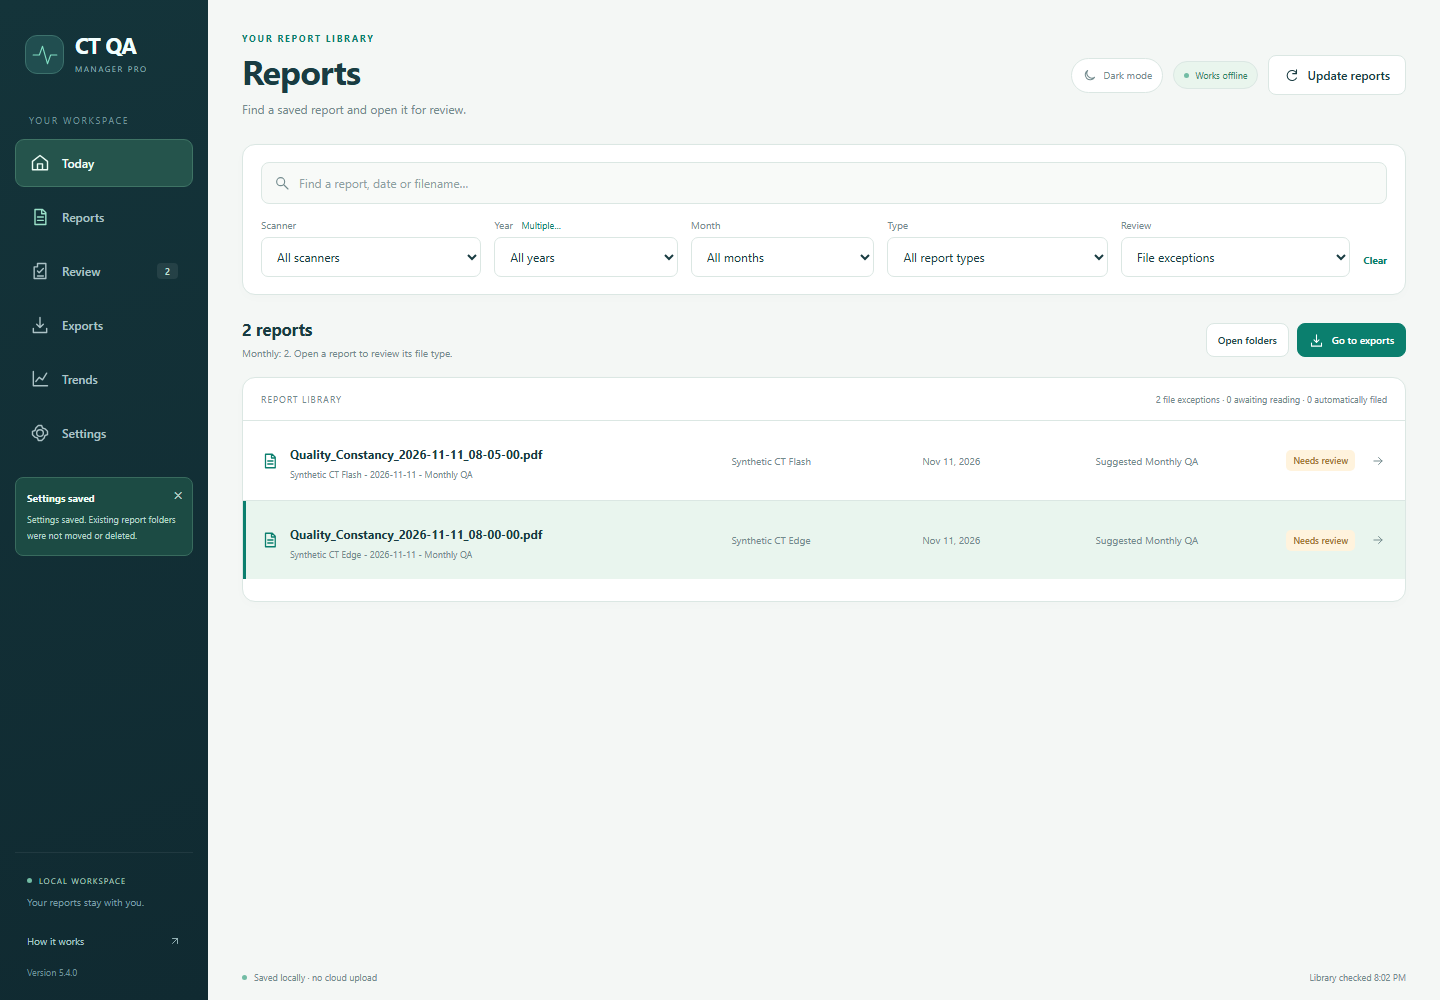 CT QA
MANAGER PRO
YOUR WORKSPACE
Today
Reports
Review 2
Exports
Trends
Settings
Settings saved
Settings saved. Existing report folders
were not moved or deleted.
LOCAL WORKSPACE
Your reports stay with you.
How it works
Version 5.4.0
YOUR REPORT LIBRARY
Reports
Find a saved report and open it for review.
Dark mode
Works offline
Update reports
Find a report, date or filename...
Scanner Year Multiple... Month Type Review
All scanners All years All months All report types File exceptions Clear
2 reports
Monthly: 2. Open a report to review its file type.
Open folders
Go to exports
REPORT LIBRARY 2 file exceptions · 0 awaiting reading · 0 automatically filed
Quality_Constancy_2026-11-11_08-05-00.pdf
Synthetic CT Flash - 2026-11-11 - Monthly QA
Synthetic CT Flash Nov 11, 2026 Suggested Monthly QA Needs review
Quality_Constancy_2026-11-11_08-00-00.pdf
Synthetic CT Edge - 2026-11-11 - Monthly QA
Synthetic CT Edge Nov 11, 2026 Suggested Monthly QA Needs review
Saved locally · no cloud upload Library checked 8:02 PM